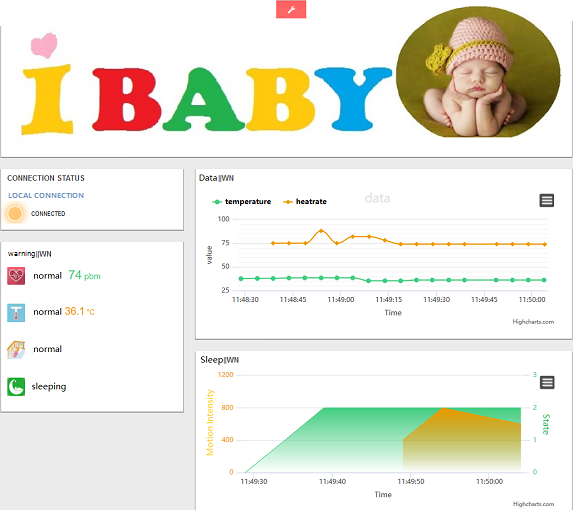 i BABY
CONNECTION STATUS
LOCAL CONNECTION
CONNECTED
warning||WN
normal 74 pbm
normal 36.1 °C
normal
sleeping
Data||WN
data
temperature heatrate
100
75
50
25
value
11:48:30 11:48:45 11:49:00 11:49:15 11:49:30 11:49:45 11:50:00
Time
Highcharts.com
Sleep||WN
1200
800
400
0
Motion Intensity
3
2
1
0
State
11:49:30 11:49:40 11:49:50 11:50:00
Time
Highcharts.com